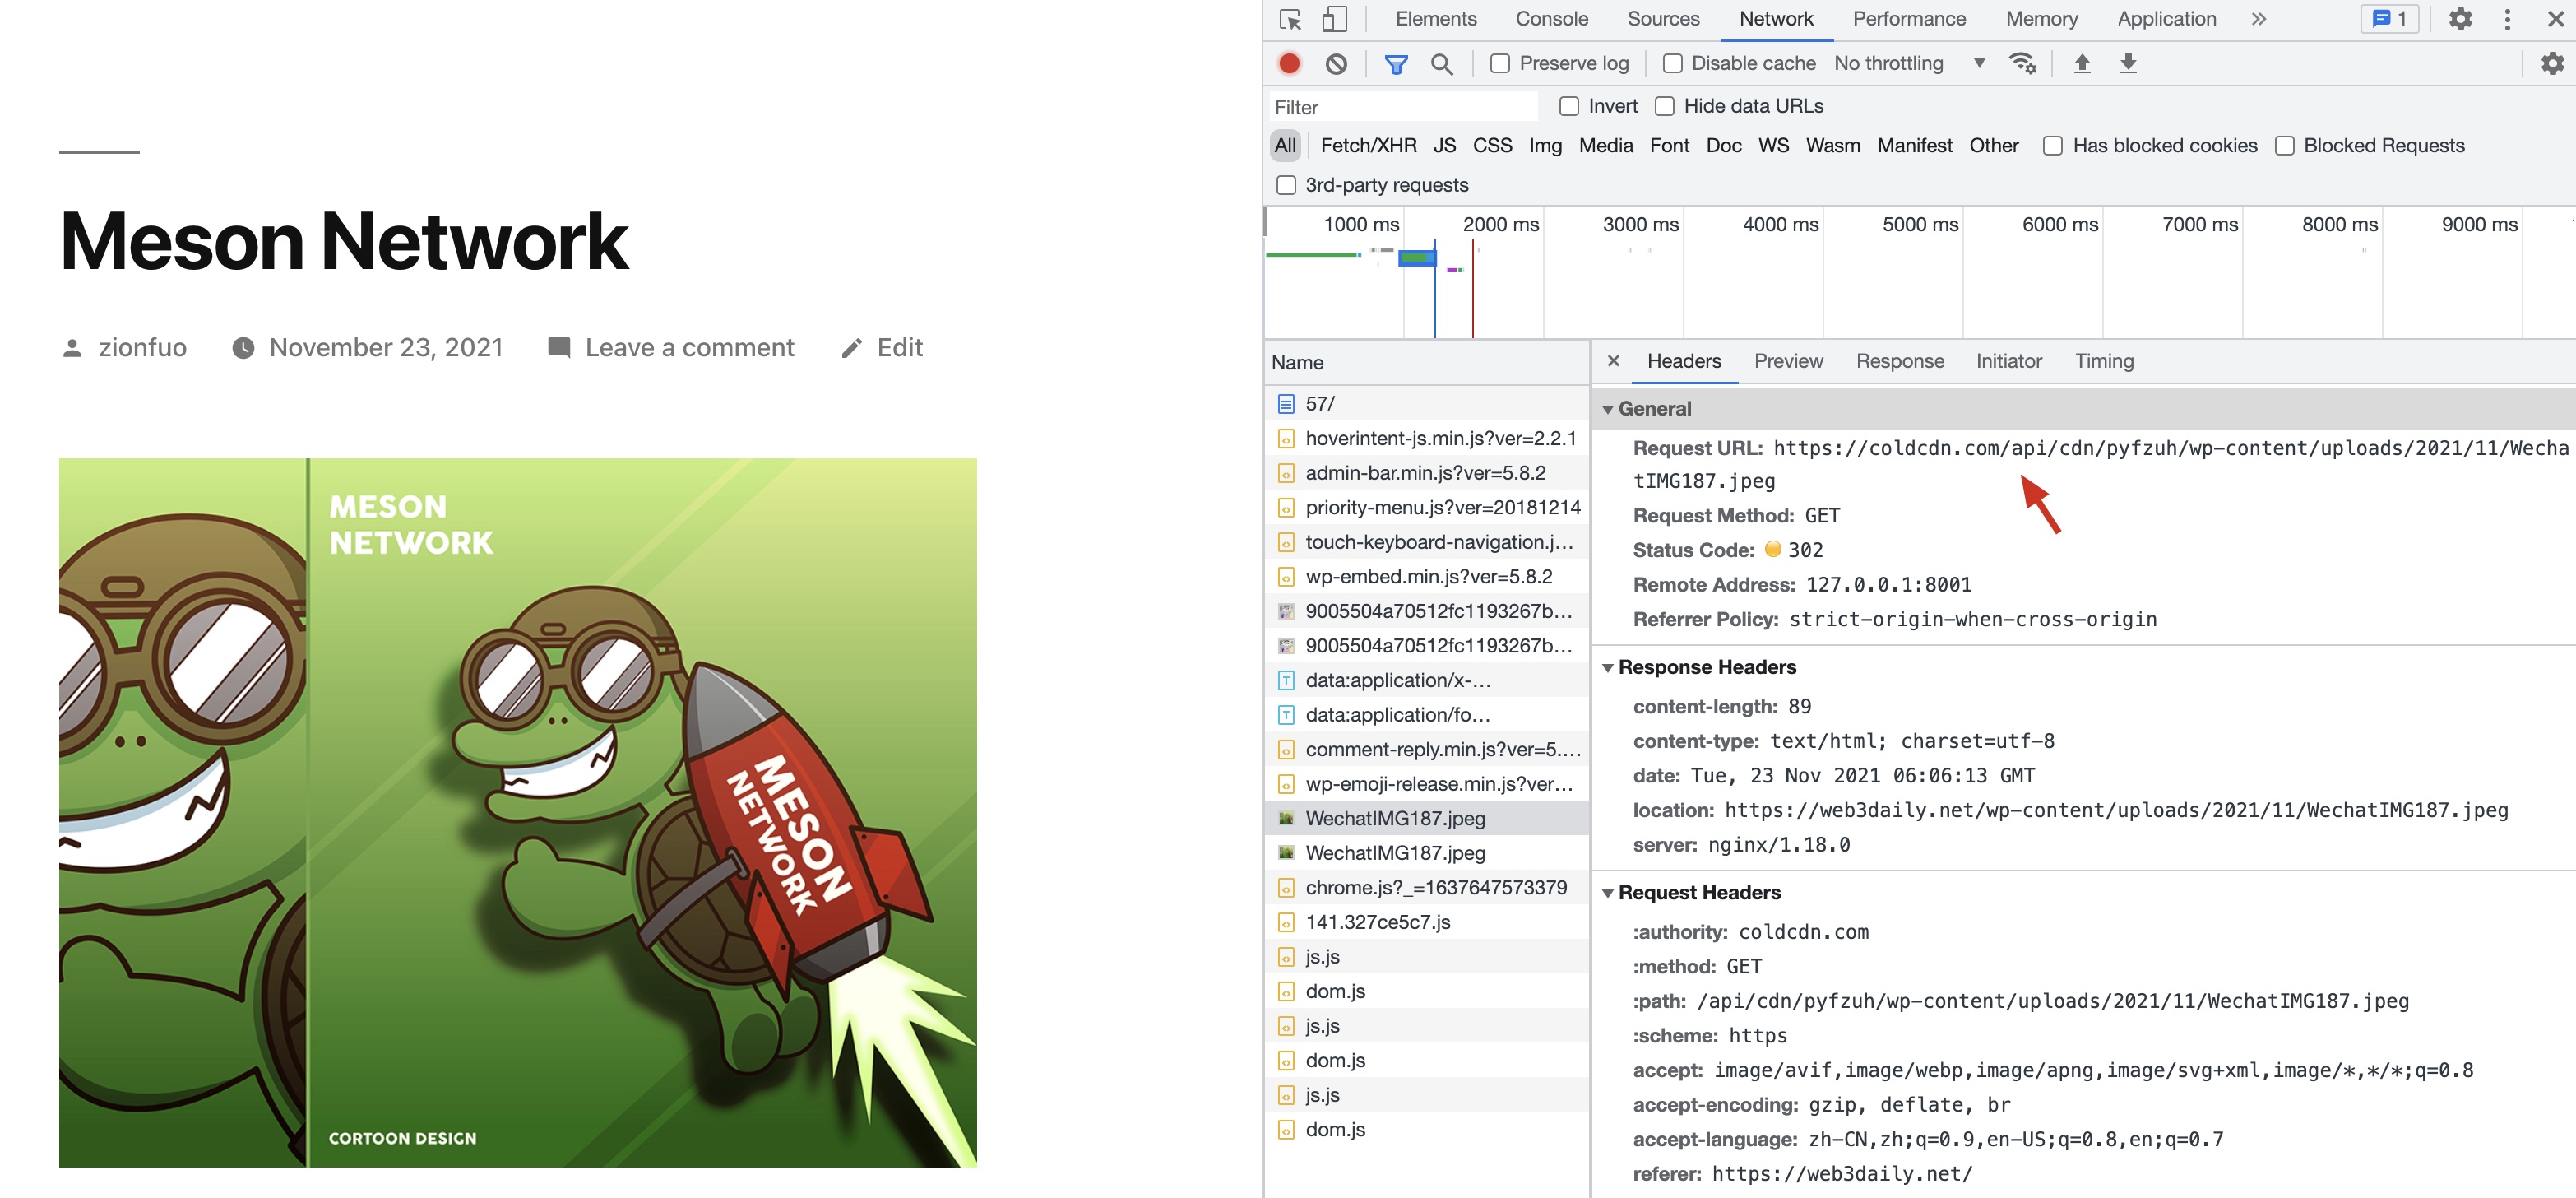 Meson Network
zionfuo November 23, 2021 Leave a comment Edit
MESON
NETWORK
MESON
NETWORK
CORTOON DESIGN
Elements Console Sources Network Performance Memory Application » 1
Preserve log Disable cache No throttling
Filter Invert Hide data URLs
All Fetch/XHR JS CSS Img Media Font Doc WS Wasm Manifest Other Has blocked cookies Blocked Requests
3rd-party requests
1000 ms 2000 ms 3000 ms 4000 ms 5000 ms 6000 ms 7000 ms 8000 ms 9000 ms
Name
57/
hoverintent-js.min.js?ver=2.2.1
admin-bar.min.js?ver=5.8.2
priority-menu.js?ver=20181214
touch-keyboard-navigation.j…
wp-embed.min.js?ver=5.8.2
9005504a70512fc1193267b…
9005504a70512fc1193267b…
data:application/x-…
data:application/fo…
comment-reply.min.js?ver=5.…
wp-emoji-release.min.js?ver…
WechatIMG187.jpeg
WechatIMG187.jpeg
chrome.js?_=1637647573379
141.327ce5c7.js
js.js
dom.js
js.js
dom.js
js.js
dom.js
Headers Preview Response Initiator Timing
General
Request URL: https://coldcdn.com/api/cdn/pyfzuh/wp-content/uploads/2021/11/Wecha
tIMG187.jpeg
Request Method: GET
Status Code: 302
Remote Address: 127.0.0.1:8001
Referrer Policy: strict-origin-when-cross-origin
Response Headers
content-length: 89
content-type: text/html; charset=utf-8
date: Tue, 23 Nov 2021 06:06:13 GMT
location: https://web3daily.net/wp-content/uploads/2021/11/WechatIMG187.jpeg
server: nginx/1.18.0
Request Headers
:authority: coldcdn.com
:method: GET
:path: /api/cdn/pyfzuh/wp-content/uploads/2021/11/WechatIMG187.jpeg
:scheme: https
accept: image/avif,image/webp,image/apng,image/svg+xml,image/*,*/*;q=0.8
accept-encoding: gzip, deflate, br
accept-language: zh-CN,zh;q=0.9,en-US;q=0.8,en;q=0.7
referer: https://web3daily.net/